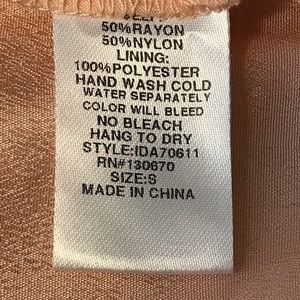 SELF:
50%RAYON
50%NYLON
LINING:
100%POLYESTER
HAND WASH COLD
WATER SEPARATELY
COLOR WILL BLEED
NO BLEACH
HANG TO DRY
STYLE:IDA70611
RN#130670
SIZE:S
MADE IN CHINA